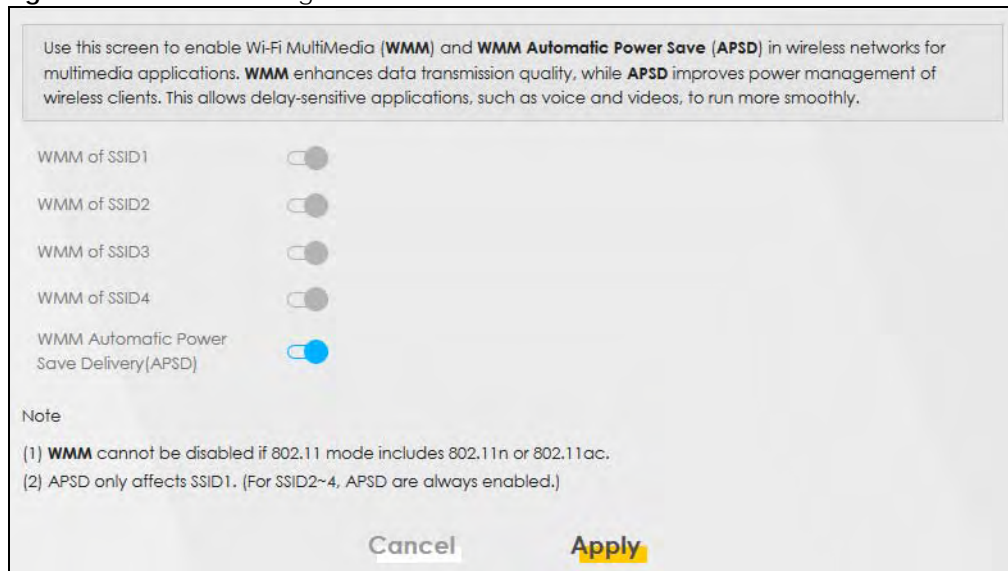 Use this screen to enable Wi-Fi MultiMedia (WMM) and WMM Automatic Power Save (APSD) in wireless networks for
multimedia applications. WMM enhances data transmission quality, while APSD improves power management of
wireless clients. This allows delay-sensitive applications, such as voice and videos, to run more smoothly.
WMM of SSID1
WMM of SSID2
WMM of SSID3
WMM of SSID4
WMM Automatic Power
Save Delivery(APSD)
Note
(1) WMM cannot be disabled if 802.11 mode includes 802.11n or 802.11ac.
(2) APSD only affects SSID1. (For SSID2~4, APSD are always enabled.)
Cancel Apply